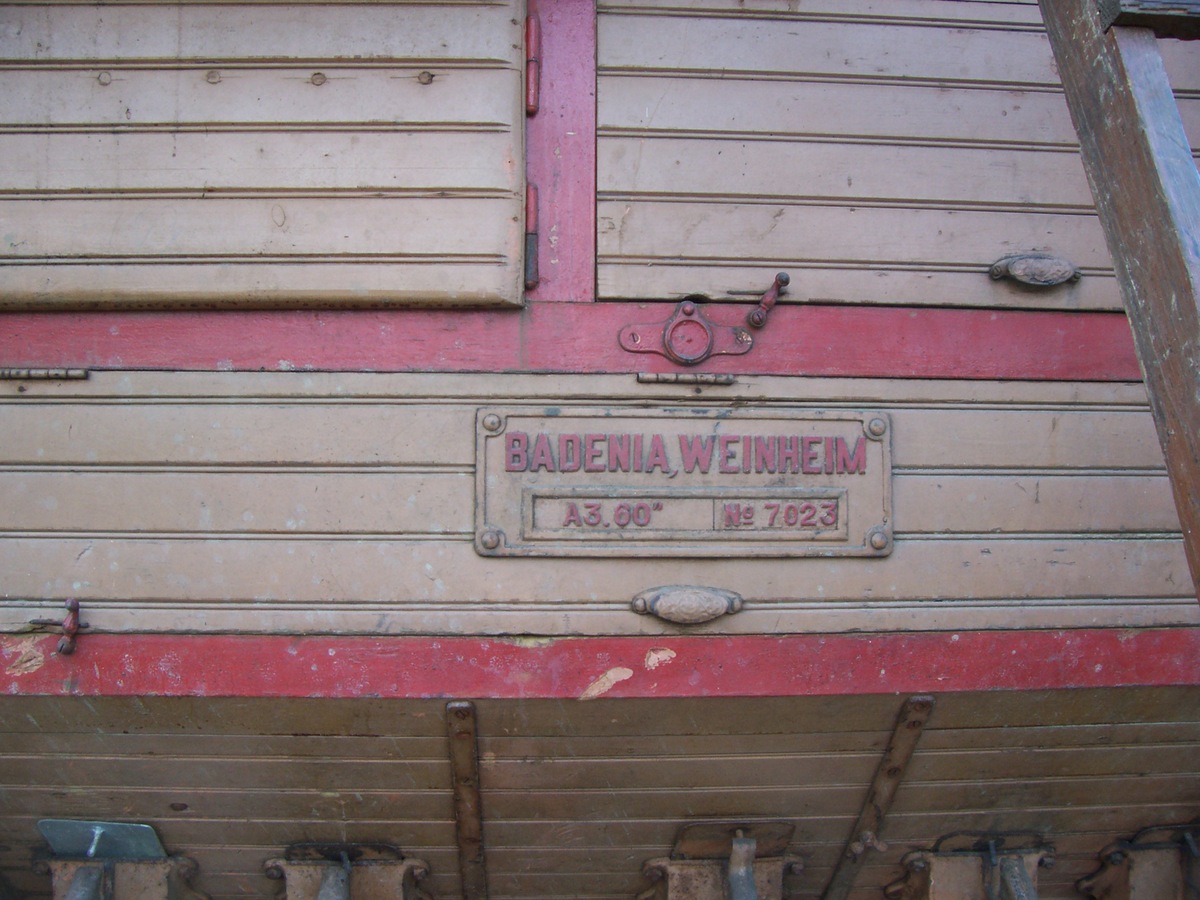 BADENIA, WEINHEIM
A3.60" No 7023